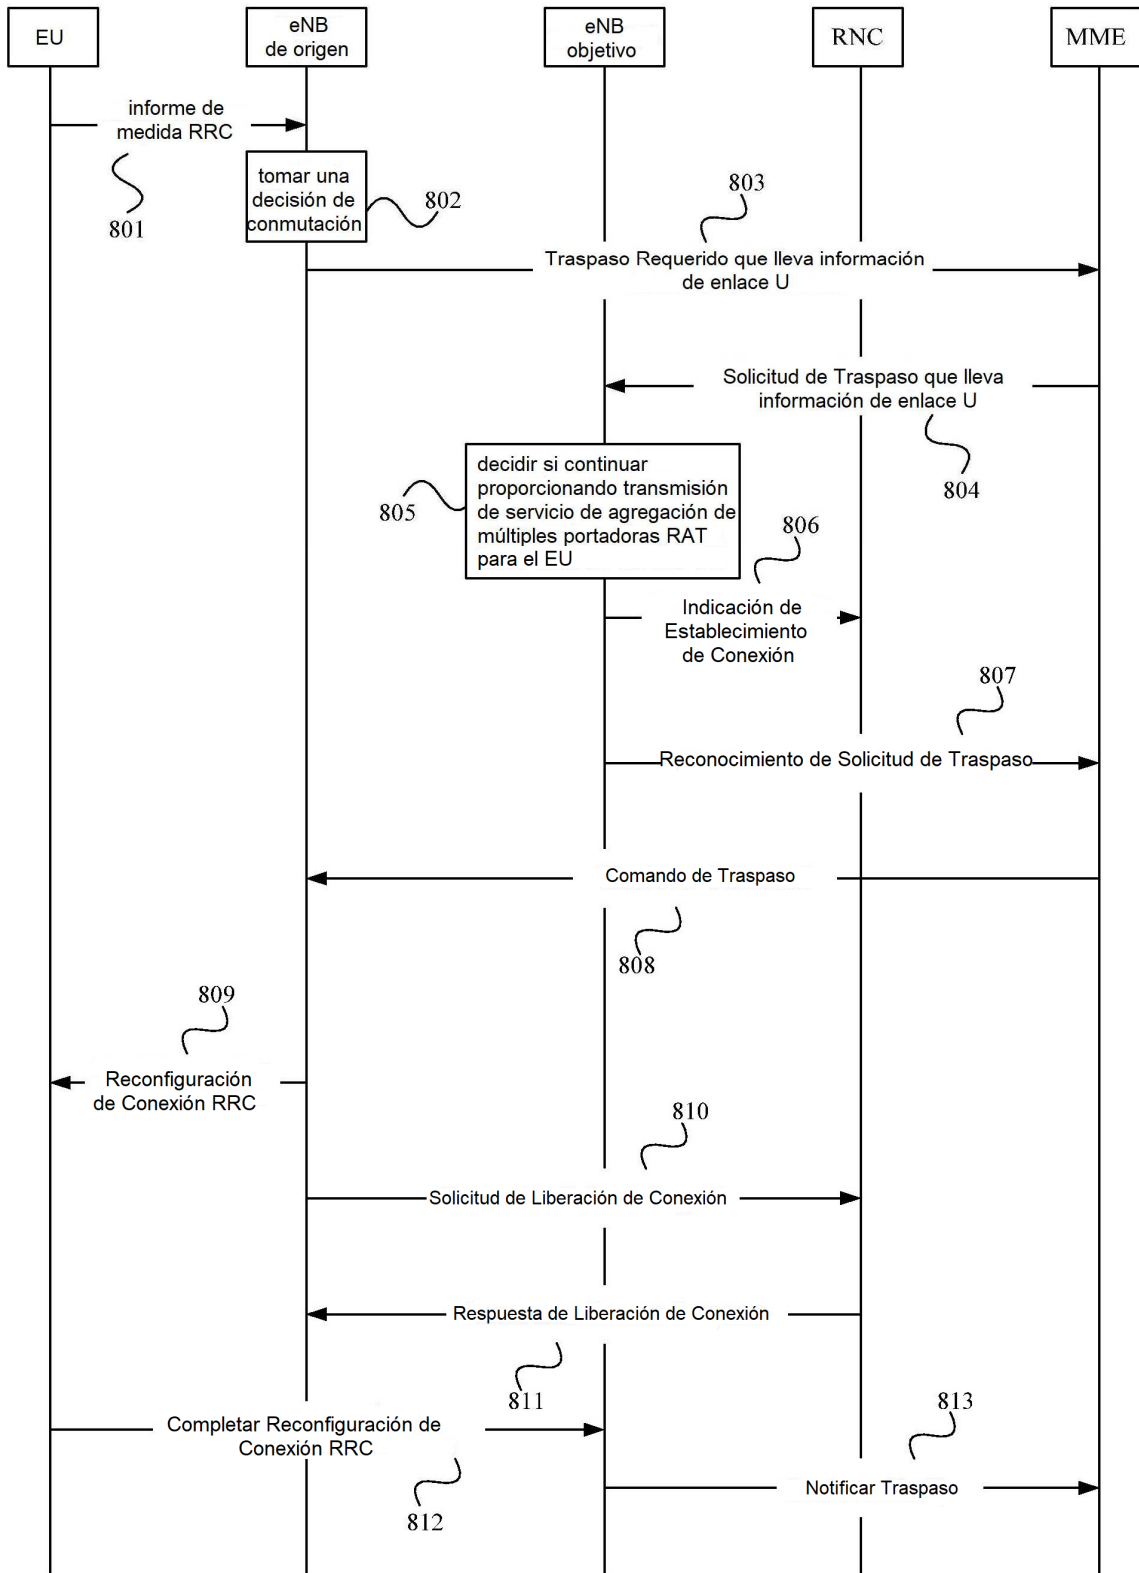 EU
eNB
de origen
eNB
objetivo
RNC
MME
informe de
medida RRC
801
tomar una
decisión de
conmutación
802
803
Traspaso Requerido que lleva información
de enlace U
Solicitud de Traspaso que lleva
información de enlace U
804
decidir si continuar
proporcionando transmisión
de servicio de agregación de
múltiples portadoras RAT
para el EU
805
806
Indicación de
Establecimiento
de Conexión
807
Reconocimiento de Solicitud de Traspaso
Comando de Traspaso
808
809
Reconfiguración
de Conexión RRC
810
Solicitud de Liberación de Conexión
Respuesta de Liberación de Conexión
811
Completar Reconfiguración de
Conexión RRC
812
813
Notificar Traspaso